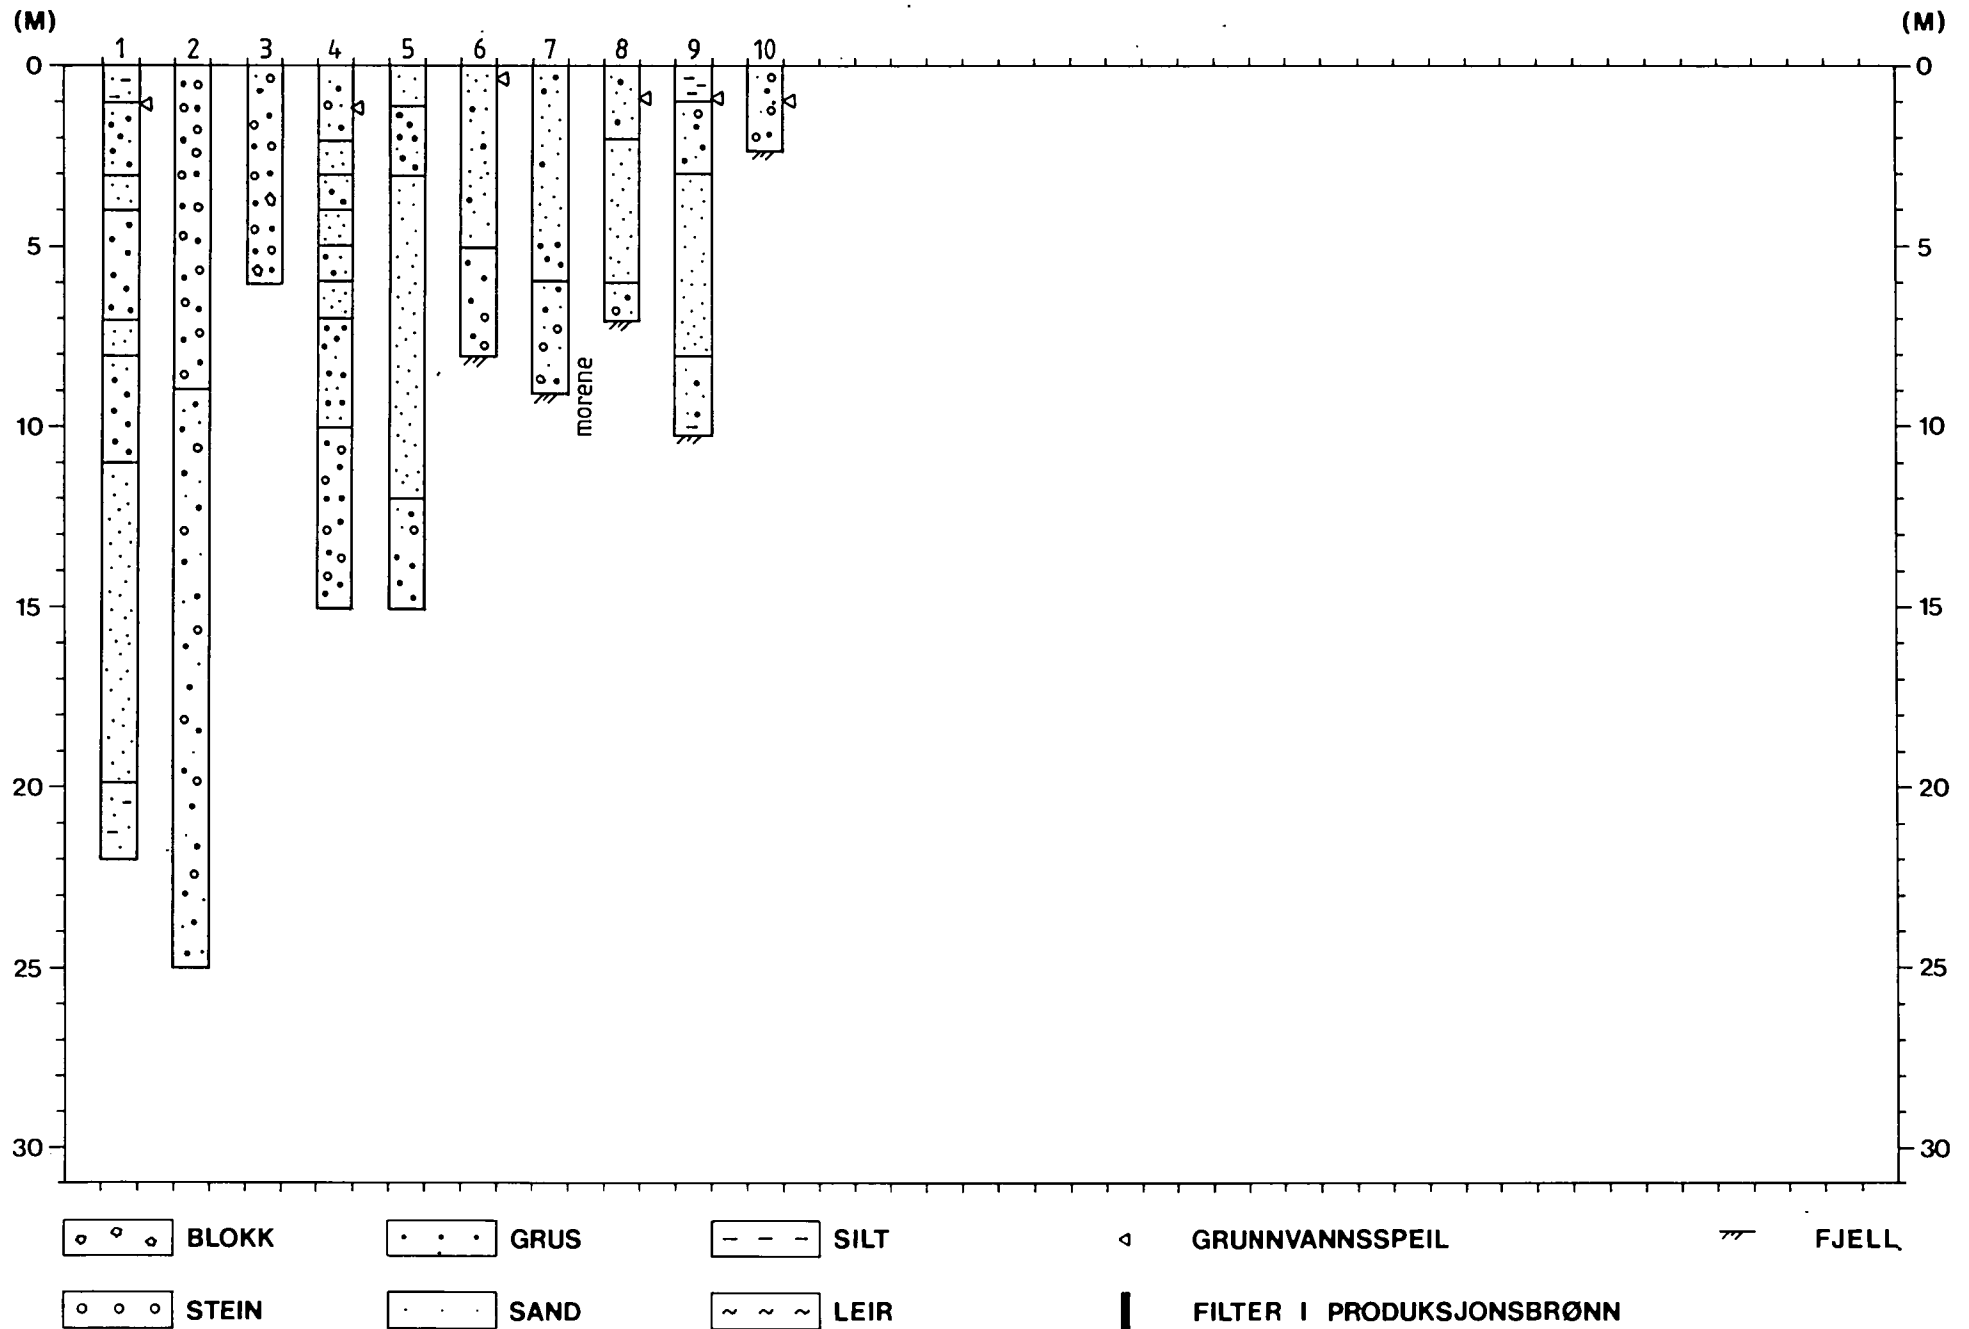 (M) (M)
1 2 3 4 5 6 7 8 9 10
0 0
5 5
morene
10 10
15 15
20 20
25 25
30 30
BLOKK GRUS SILT GRUNNVANNSSPEIL FJELL
STEIN SAND LEIR FILTER I PRODUKSJONSBRØNN